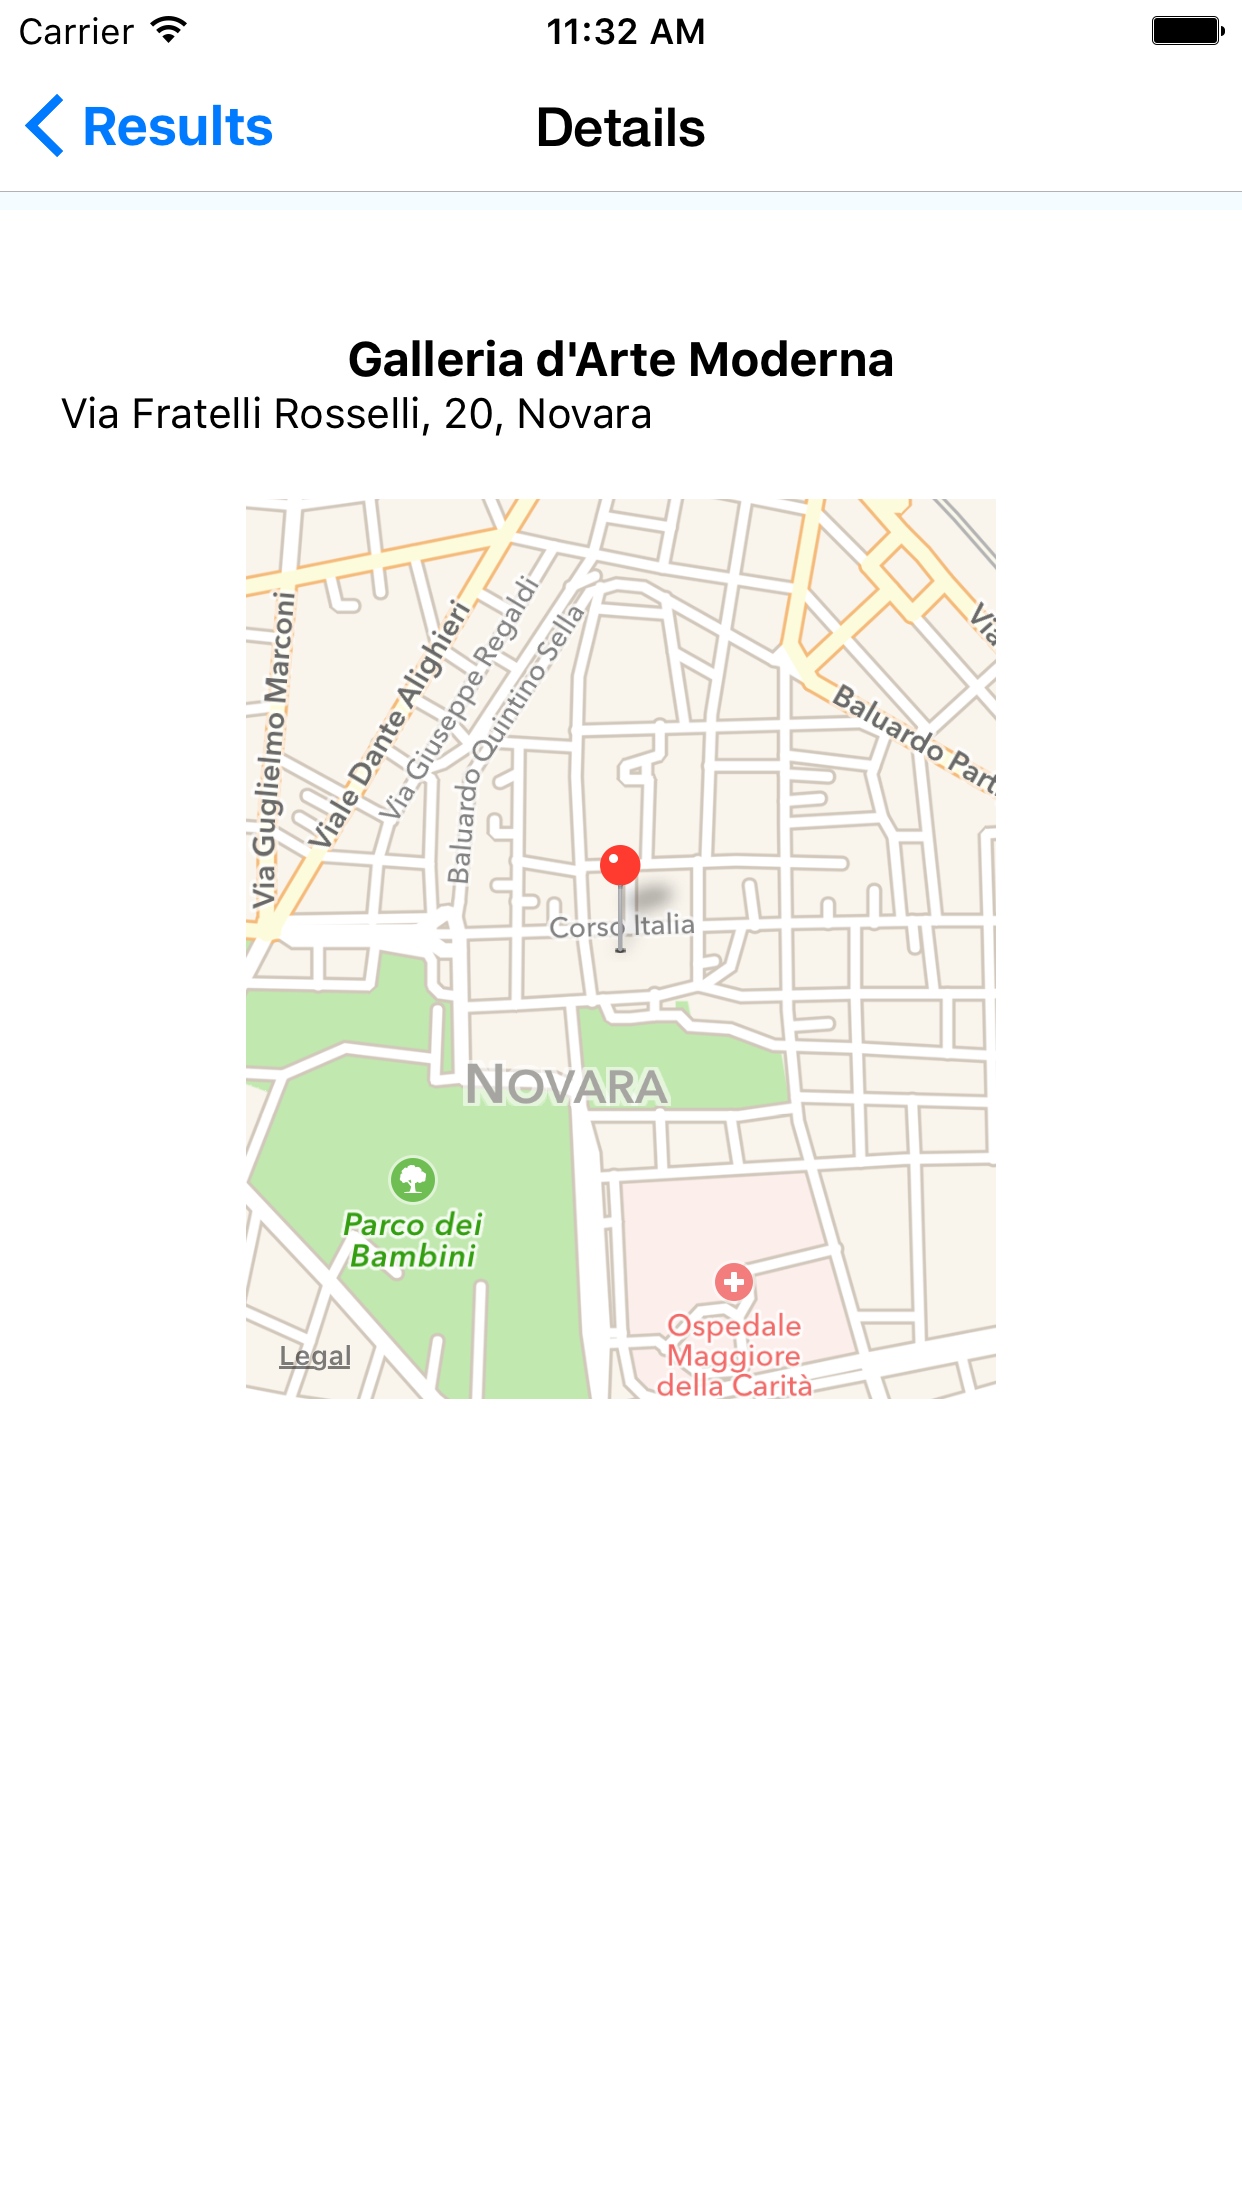 Carrier 11:32 AM
Results Details
Galleria d'Arte Moderna
Via Fratelli Rosselli, 20, Novara
Via Guglielmo Marconi
Viale Dante Alighieri
Via Giuseppe Regaldi
Baluardo Quintino Sella
Via
Baluardo Part
Corso Italia
NOVARA
Parco dei
Bambini
Ospedale
Maggiore
della Carità
Legal